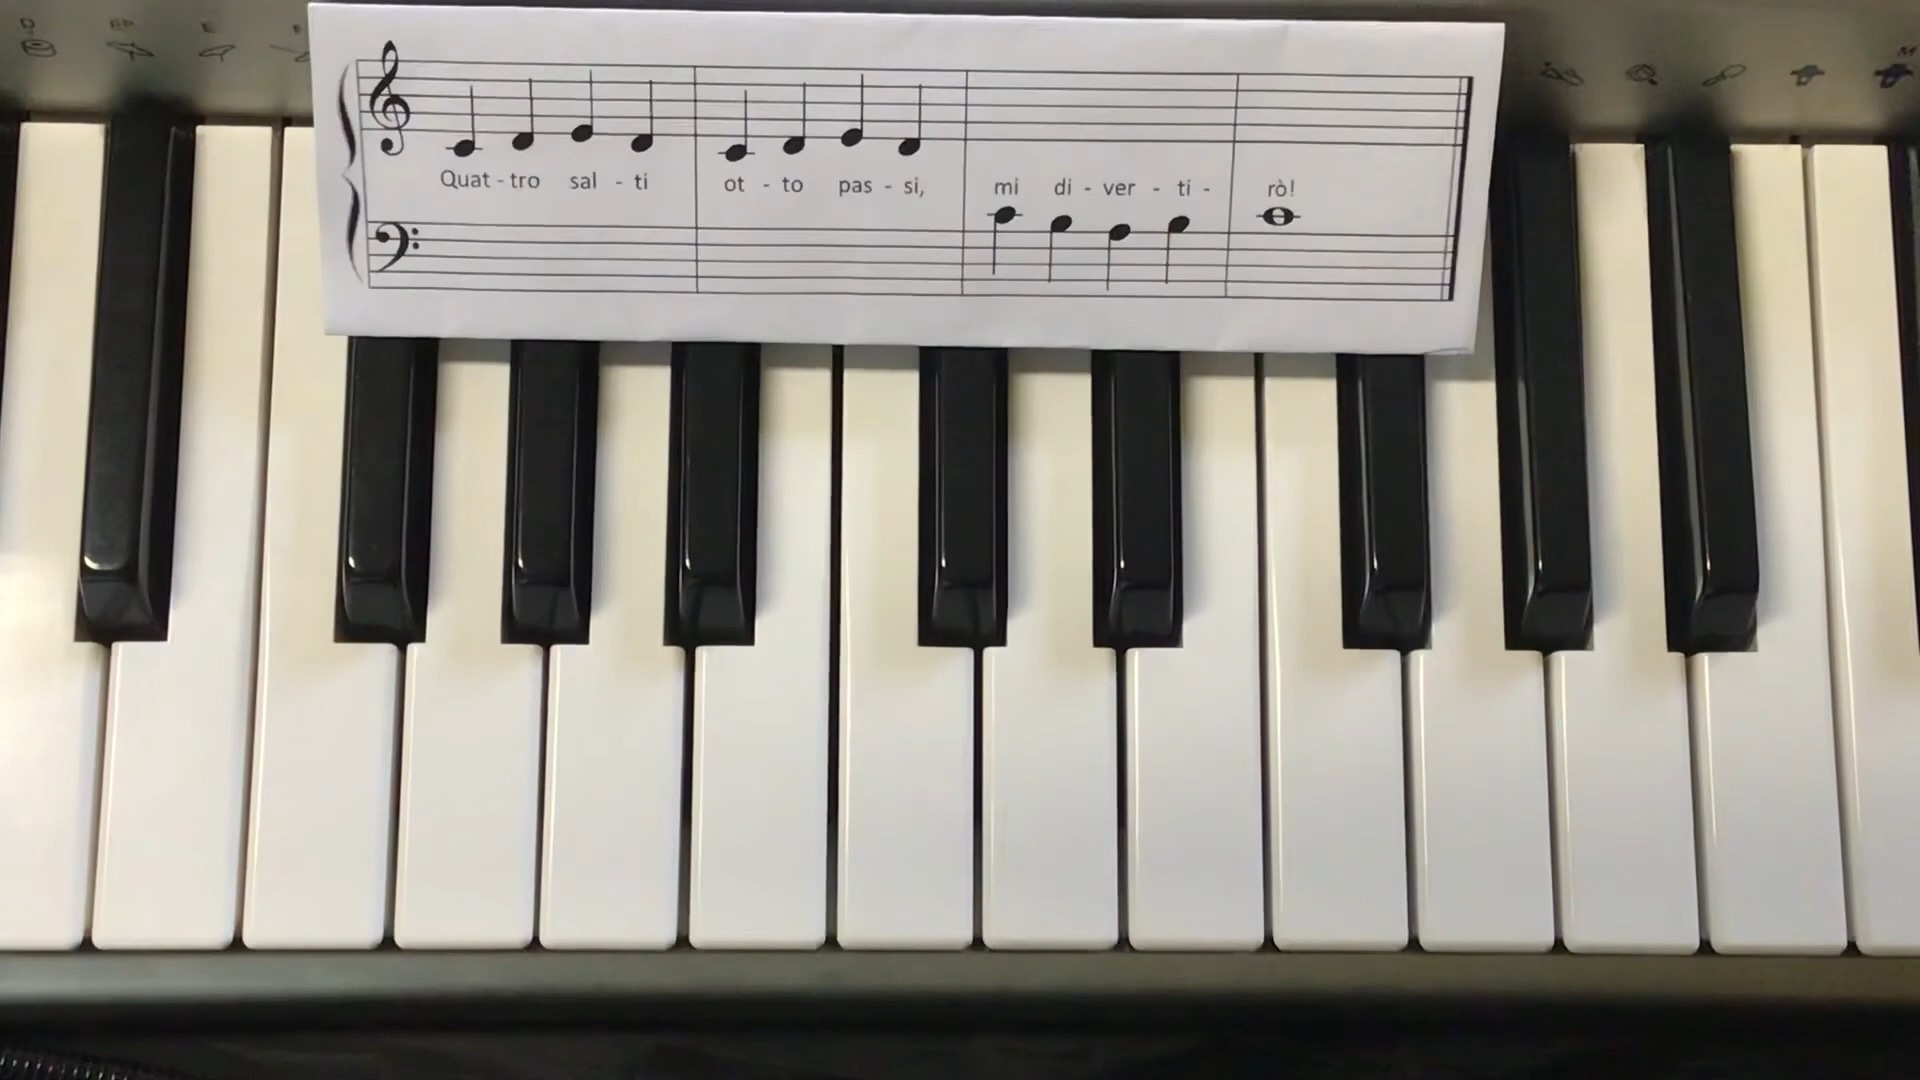 Quat - tro sal - ti ot - to pas - si, mi di - ver - ti - rò!